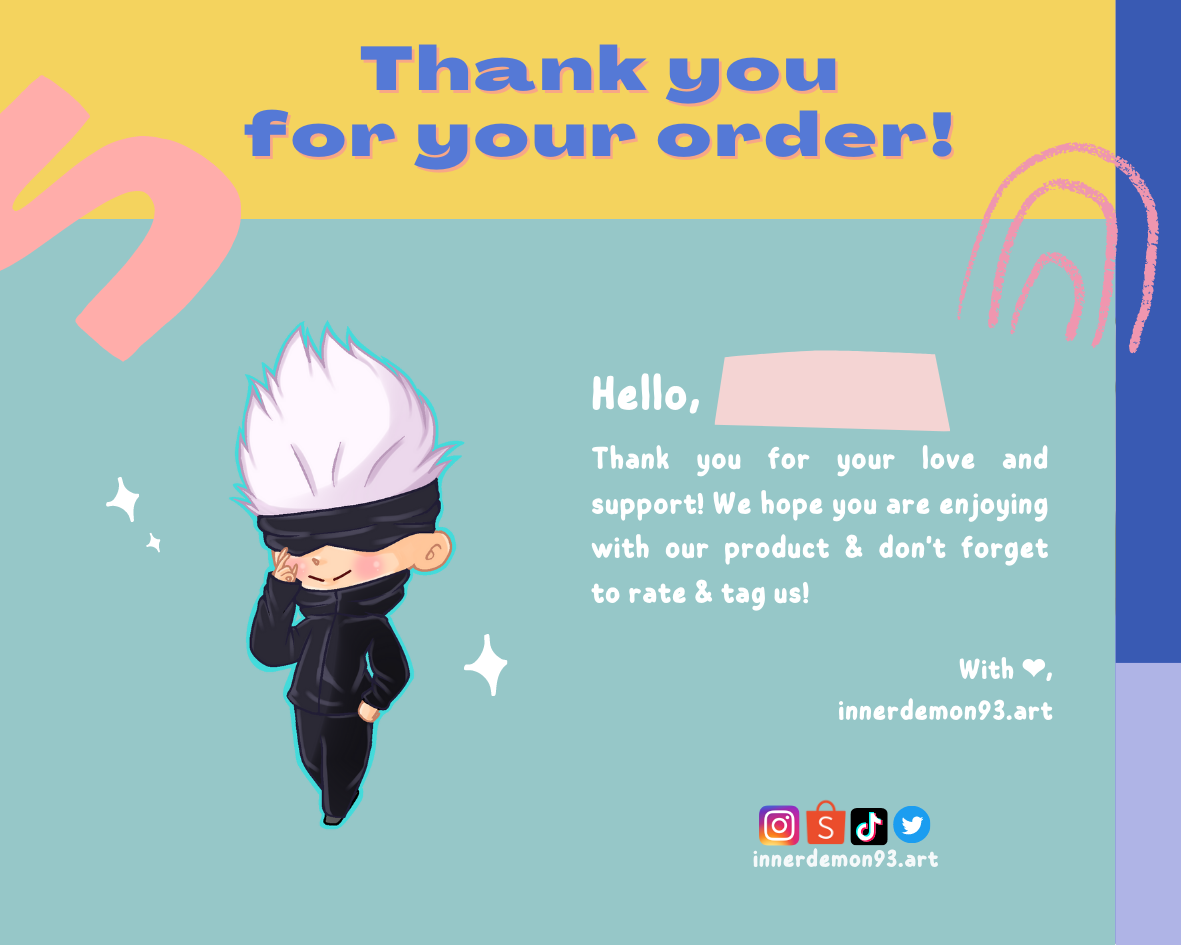 Thank you
for your order!
Hello,
Thank you for your love and
support! We hope you are enjoying
with our product & don't forget
to rate & tag us!
With ❤,
innerdemon93.art
S
innerdemon93.art